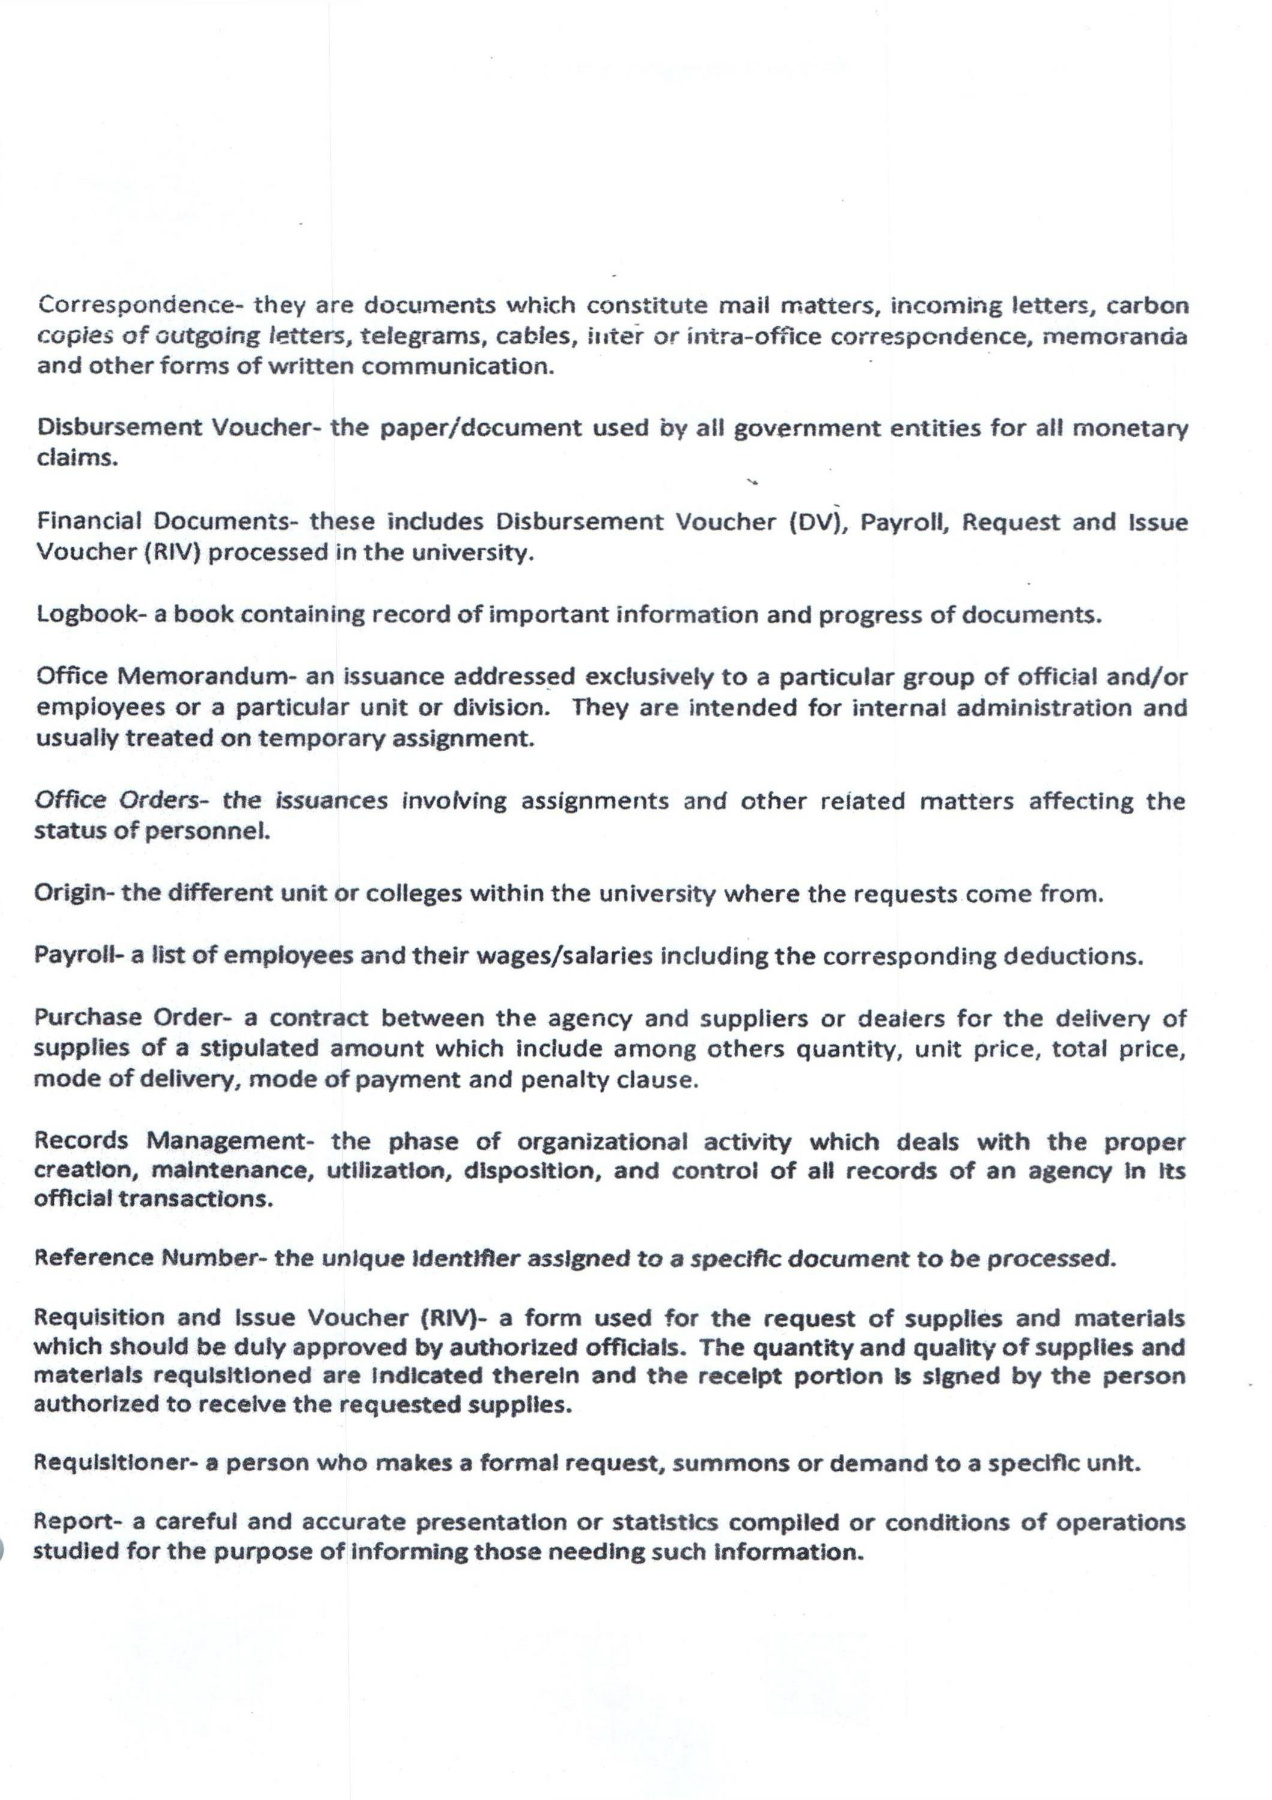 Correspondence- they are documents which constitute mail matters, incoming letters, carbon
copies of outgoing letters, telegrams, cables, inter or intra-office correspondence, memoranda
and other forms of written communication.
Disbursement Voucher- the paper/document used by all government entities for all monetary
claims.
Financial Documents- these includes Disbursement Voucher (DV), Payroll, Request and Issue
Voucher (RIV) processed in the university.
Logbook- a book containing record of important information and progress of documents.
Office Memorandum- an issuance addressed exclusively to a particular group of official and/or
employees or a particular unit or division.  They are intended for internal administration and
usually treated on temporary assignment.
Office Orders- the issuances involving assignments and other related matters affecting the
status of personnel.
Origin- the different unit or colleges within the university where the requests come from.
Payroll- a list of employees and their wages/salaries including the corresponding deductions.
Purchase Order- a contract between the agency and suppliers or dealers for the delivery of
supplies of a stipulated amount which include among others quantity, unit price, total price,
mode of delivery, mode of payment and penalty clause.
Records Management- the phase of organizational activity which deals with the proper
creation, maintenance, utilization, disposition, and control of all records of an agency in its
official transactions.
Reference Number- the unique identifier assigned to a specific document to be processed.
Requisition and Issue Voucher (RIV)- a form used for the request of supplies and materials
which should be duly approved by authorized officials. The quantity and quality of supplies and
materials requisitioned are indicated therein and the receipt portion is signed by the person
authorized to receive the requested supplies.
Requisitioner- a person who makes a formal request, summons or demand to a specific unit.
Report- a careful and accurate presentation or statistics compiled or conditions of operations
studied for the purpose of informing those needing such information.